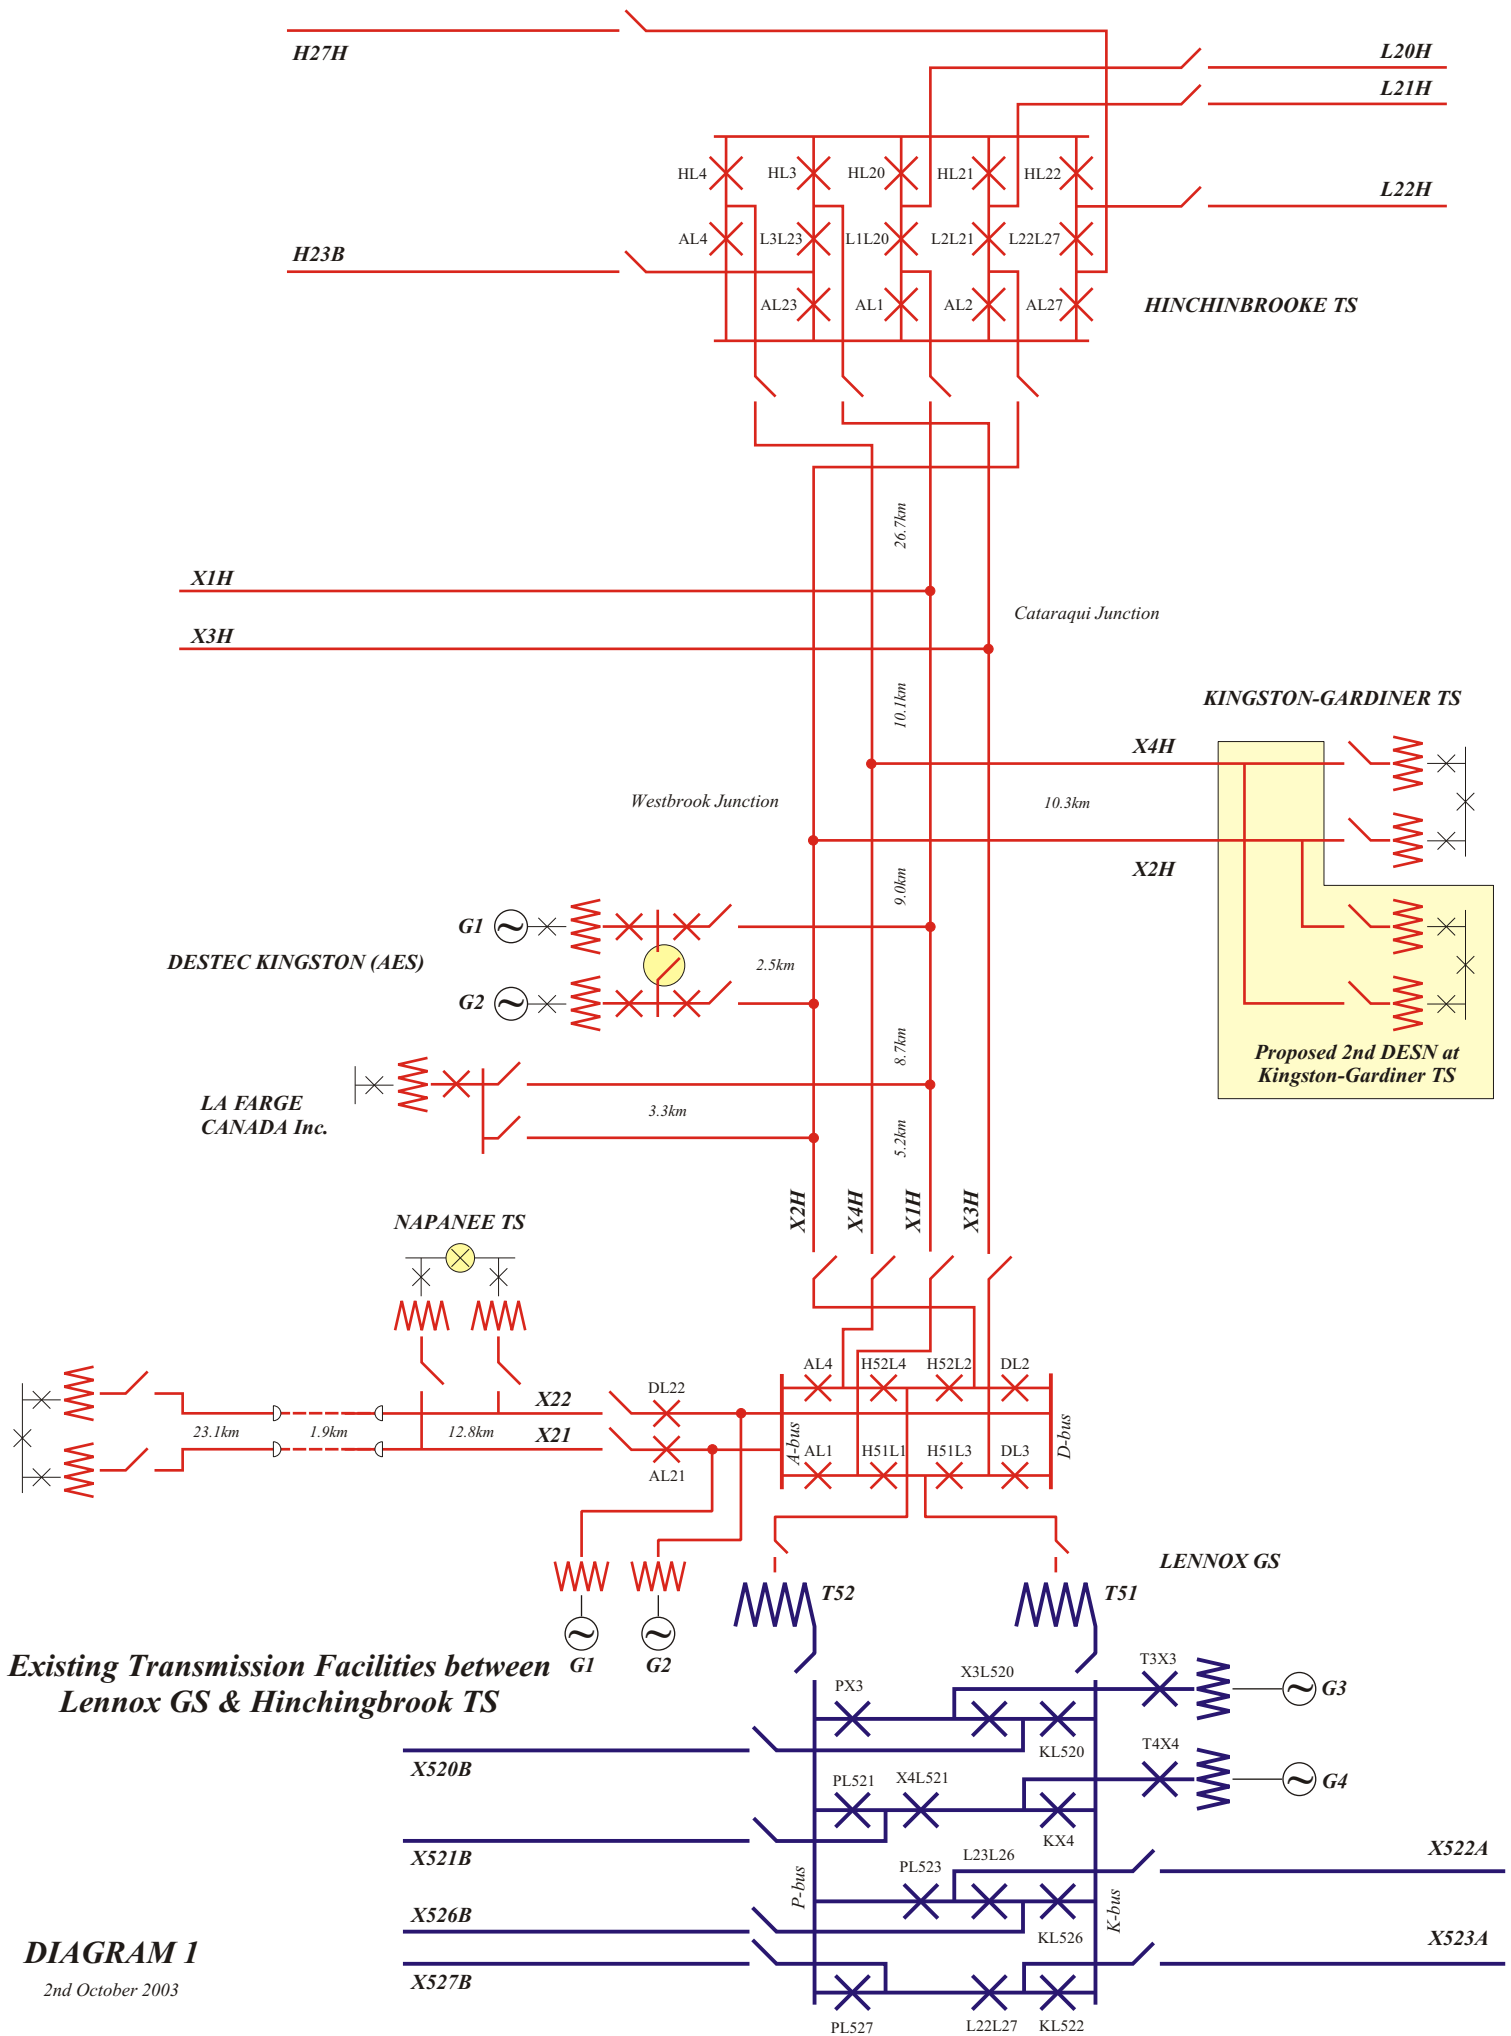 H27H
L20H
L21H
HL4
HL3
HL20
HL21
HL22
L22H
AL4
L3L23
L1L20
L2L21
L22L27
H23B
AL23
AL1
AL2
AL27
HINCHINBROOKE TS
26.7km
X1H
Cataraqui Junction
X3H
10.1km
KINGSTON-GARDINER TS
X4H
Westbrook Junction
10.3km
X2H
9.0km
G1
DESTEC KINGSTON (AES)
2.5km
G2
8.7km
Proposed 2nd DESN at
Kingston-Gardiner TS
LA FARGE
CANADA Inc.
3.3km
5.2km
X2H
X4H
X1H
X3H
NAPANEE TS
AL4
H52L4
H52L2
DL2
DL22
X22
23.1km
1.9km
12.8km
X21
A-bus
D-bus
AL1
H51L1
H51L3
DL3
AL21
LENNOX GS
T52
T51
G1
G2
Existing Transmission Facilities between
Lennox GS & Hinchingbrook TS
PX3
X3L520
T3X3
G3
KL520
X520B
T4X4
PL521
X4L521
G4
KX4
X521B
X522A
PL523
L23L26
P-bus
K-bus
X526B
KL526
X523A
DIAGRAM 1
X527B
2nd October 2003
PL527
L22L27
KL522